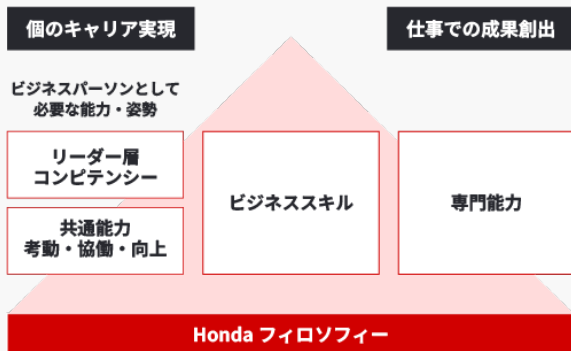 個のキャリア実現
仕事での成果創出
ビジネスパーソンとして
必要な能力・姿勢
リーダー層
コンピテンシー
共通能力
考動・協働・向上
ビジネススキル
専門能力
Honda フィロソフィー